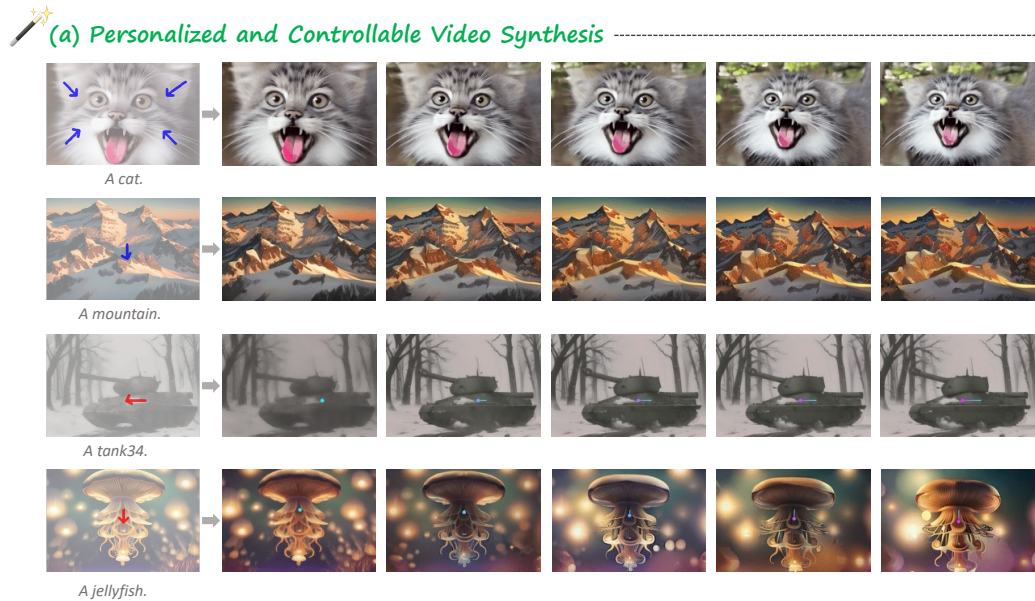 (a) Personalized and Controllable Video Synthesis
A cat.
A mountain.
A tank34.
A jellyfish.